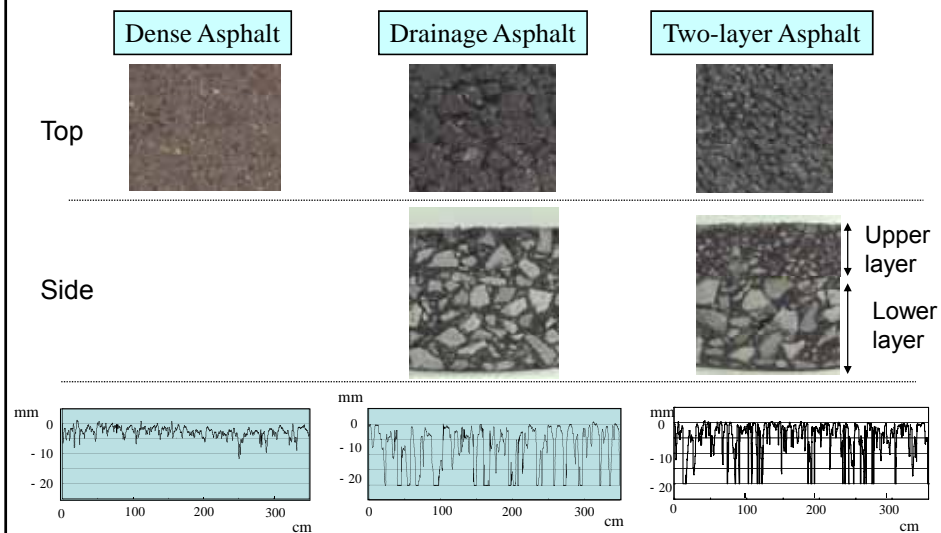 Dense Asphalt
Drainage Asphalt
Two-layer Asphalt
Top
Side
Upper
layer
Lower
layer
mm
0
- 10
- 20
0
100
200
300
cm
mm
0
- 10
- 20
0
100
200
300
cm
mm
0
- 10
- 20
0
100
200
300
cm